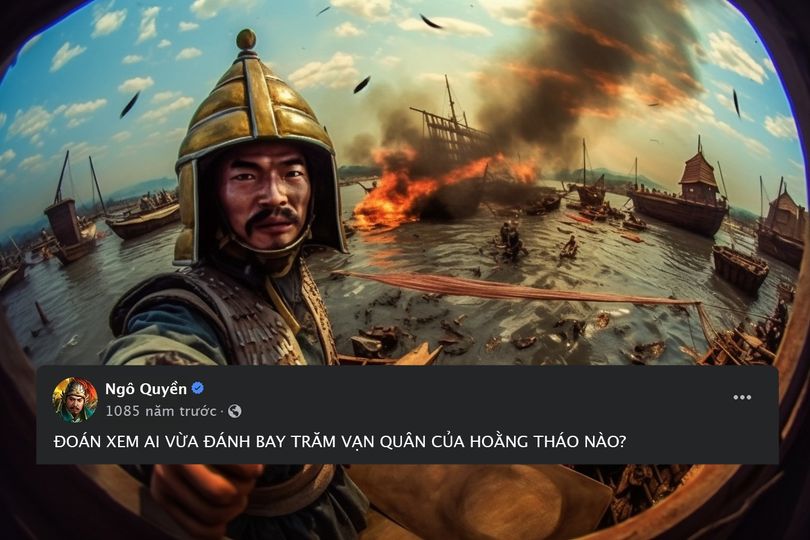 Ngô Quyền
1085 năm trước ·
ĐOÁN XEM AI VỪA ĐÁNH BAY TRĂM VẠN QUÂN CỦA HOẰNG THÁO NÀO?